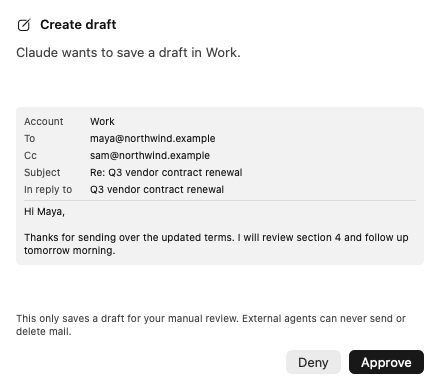 Create draft
Claude wants to save a draft in Work.
Account Work
To maya@northwind.example
Cc sam@northwind.example
Subject Re: Q3 vendor contract renewal
In reply to Q3 vendor contract renewal
Hi Maya,
Thanks for sending over the updated terms. I will review section 4 and follow up
tomorrow morning.
This only saves a draft for your manual review. External agents can never send or
delete mail.
Deny Approve